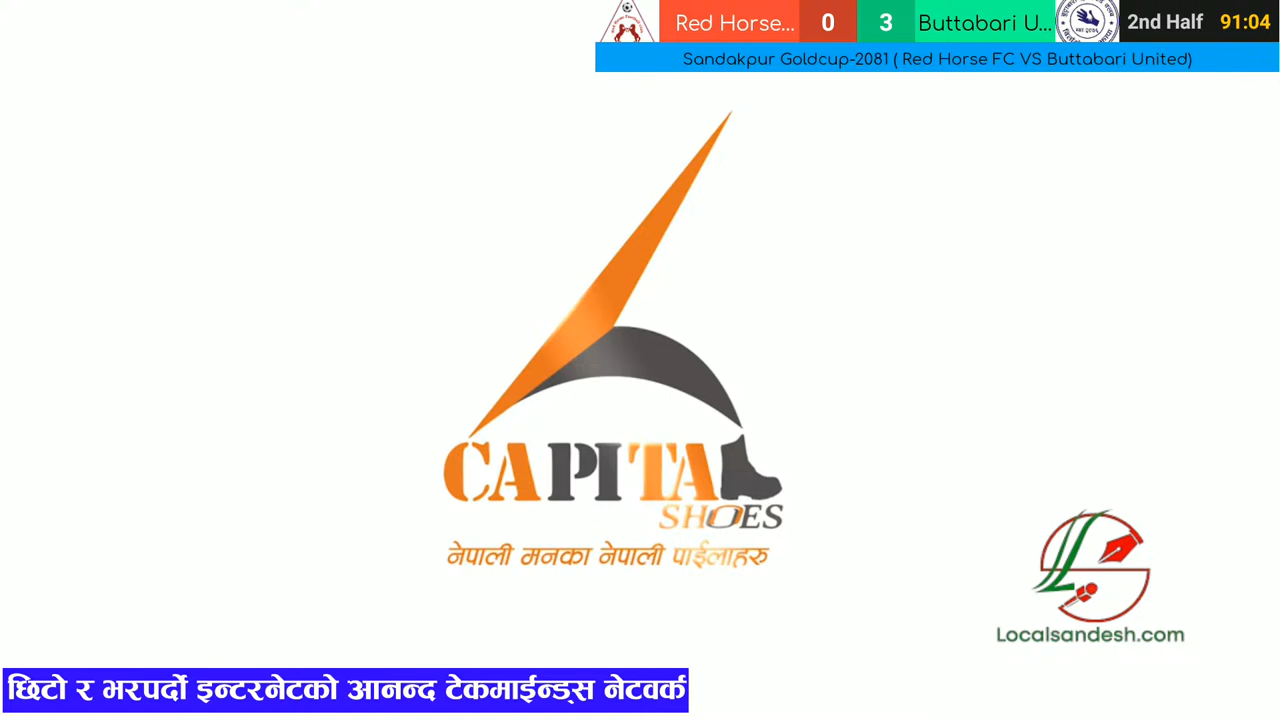 Red Horse... 0 3 Buttabari U... 2nd Half 91:04
Sandakpur Goldcup-2081 ( Red Horse FC VS Buttabari United)
CAPITAL
SHOES
नेपाली मनका नेपाली पाईलाहरु
Localsandesh.com
छिटो र भरपर्दो इन्टरनेटको आनन्द टेकमाईन्ड्स नेटवर्क